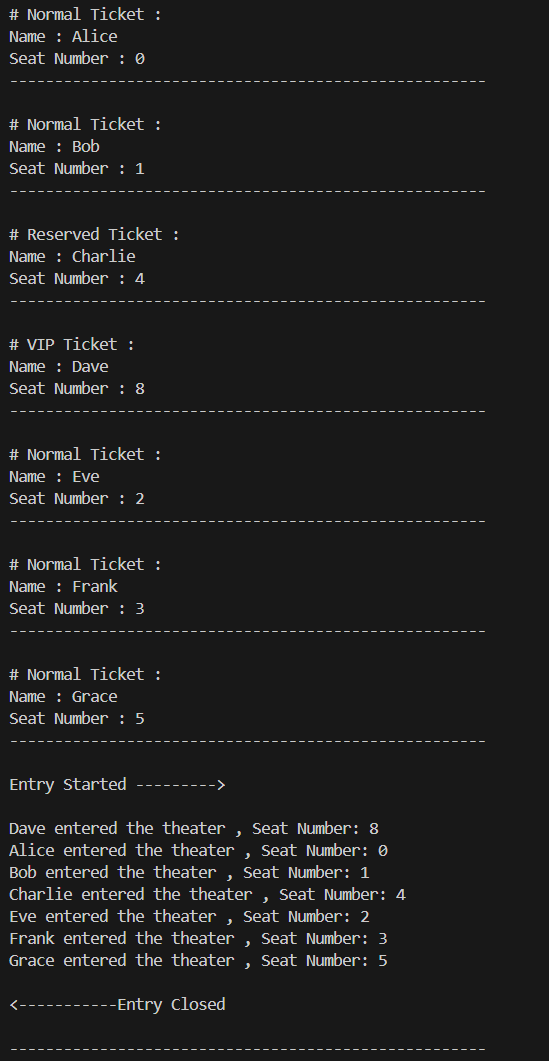 # Normal Ticket :
Name : Alice
Seat Number : 0
-----------------------------------------------------
# Normal Ticket :
Name : Bob
Seat Number : 1
-----------------------------------------------------
# Reserved Ticket :
Name : Charlie
Seat Number : 4
-----------------------------------------------------
# VIP Ticket :
Name : Dave
Seat Number : 8
-----------------------------------------------------
# Normal Ticket :
Name : Eve
Seat Number : 2
-----------------------------------------------------
# Normal Ticket :
Name : Frank
Seat Number : 3
-----------------------------------------------------
# Normal Ticket :
Name : Grace
Seat Number : 5
-----------------------------------------------------
Entry Started --------->
Dave entered the theater , Seat Number: 8
Alice entered the theater , Seat Number: 0
Bob entered the theater , Seat Number: 1
Charlie entered the theater , Seat Number: 4
Eve entered the theater , Seat Number: 2
Frank entered the theater , Seat Number: 3
Grace entered the theater , Seat Number: 5
<-----------Entry Closed
-----------------------------------------------------